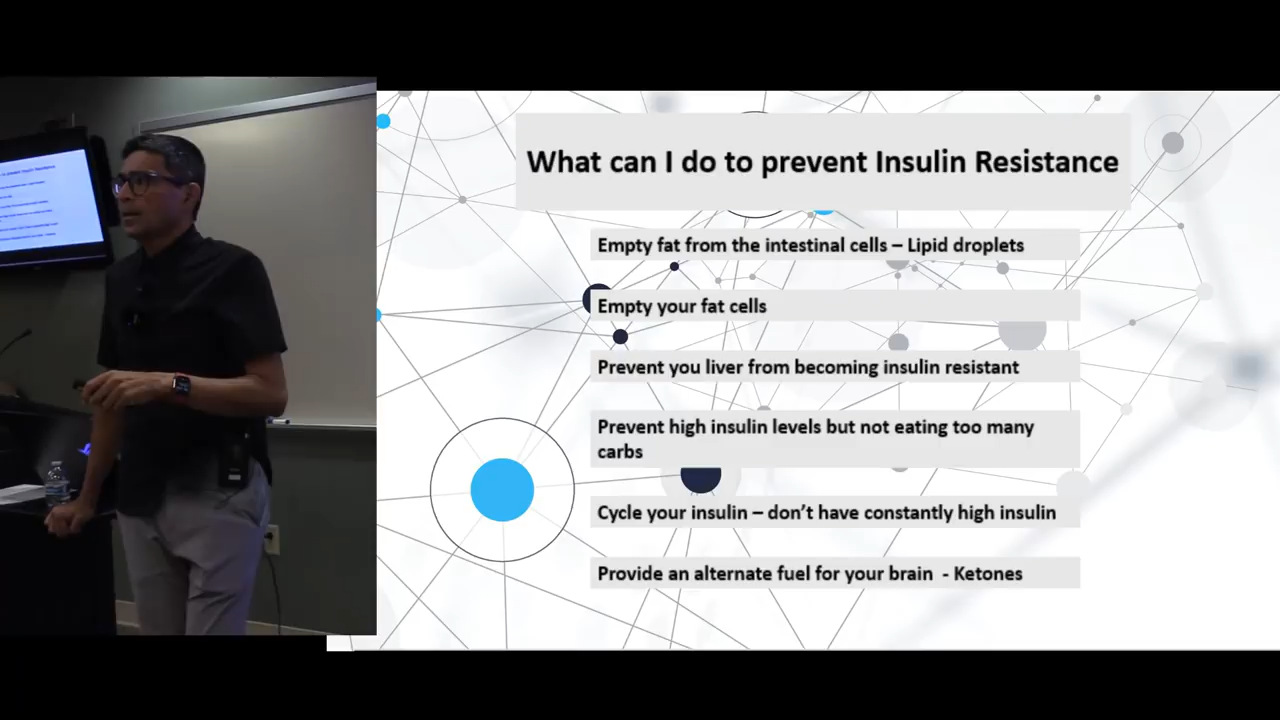 What can I do to prevent Insulin Resistance
Empty fat from the intestinal cells – Lipid droplets
Empty your fat cells
Prevent you liver from becoming insulin resistant
Prevent high insulin levels but not eating too many
carbs
Cycle your insulin – don’t have constantly high insulin
Provide an alternate fuel for your brain - Ketones